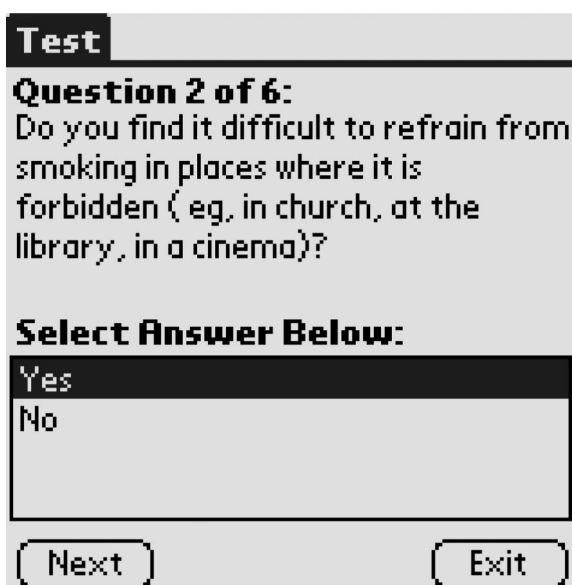 Test
Question 2 of 6:
Do you find it difficult to refrain from
smoking in places where it is
forbidden ( eg, in church, at the
library, in a cinema)?
Select Answer Below:
Yes
No
Next
Exit